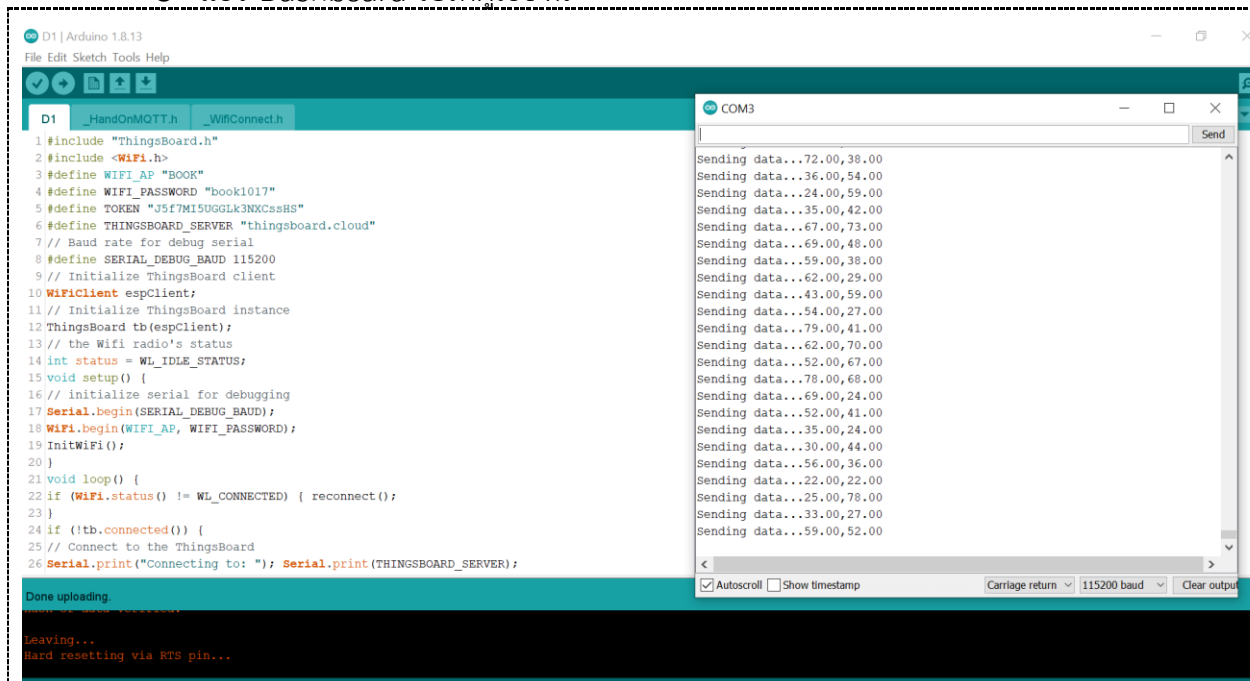 Dashboard
D1 | Arduino 1.8.13
File Edit Sketch Tools Help
D1 _HandOnMQTT.h _WifiConnect.h
1 #include "ThingsBoard.h"
2 #include <WiFi.h>
3 #define WIFI_AP "BOOK"
4 #define WIFI_PASSWORD "book1017"
5 #define TOKEN "J5f7MI5UGGLk3NXCssHS"
6 #define THINGSBOARD_SERVER "thingsboard.cloud"
7 // Baud rate for debug serial
8 #define SERIAL_DEBUG_BAUD 115200
9 // Initialize ThingsBoard client
10 WiFiClient espClient;
11 // Initialize ThingsBoard instance
12 ThingsBoard tb(espClient);
13 // the Wifi radio's status
14 int status = WL_IDLE_STATUS;
15 void setup() {
16 // initialize serial for debugging
17 Serial.begin(SERIAL_DEBUG_BAUD);
18 WiFi.begin(WIFI_AP, WIFI_PASSWORD);
19 InitWiFi();
20 }
21 void loop() {
22 if (WiFi.status() != WL_CONNECTED) { reconnect();
23 }
24 if (!tb.connected()) {
25 // Connect to the ThingsBoard
26 Serial.print("Connecting to: "); Serial.print(THINGSBOARD_SERVER);
Done uploading.
Leaving...
Hard resetting via RTS pin...
COM3
Send
Sending data...72.00,38.00
Sending data...36.00,54.00
Sending data...24.00,59.00
Sending data...35.00,42.00
Sending data...67.00,73.00
Sending data...69.00,48.00
Sending data...59.00,38.00
Sending data...62.00,29.00
Sending data...43.00,59.00
Sending data...54.00,27.00
Sending data...79.00,41.00
Sending data...62.00,70.00
Sending data...52.00,67.00
Sending data...78.00,68.00
Sending data...69.00,24.00
Sending data...52.00,41.00
Sending data...35.00,24.00
Sending data...30.00,44.00
Sending data...56.00,36.00
Sending data...22.00,22.00
Sending data...25.00,78.00
Sending data...33.00,27.00
Sending data...59.00,52.00
Autoscroll Show timestamp Carriage return 115200 baud Clear output